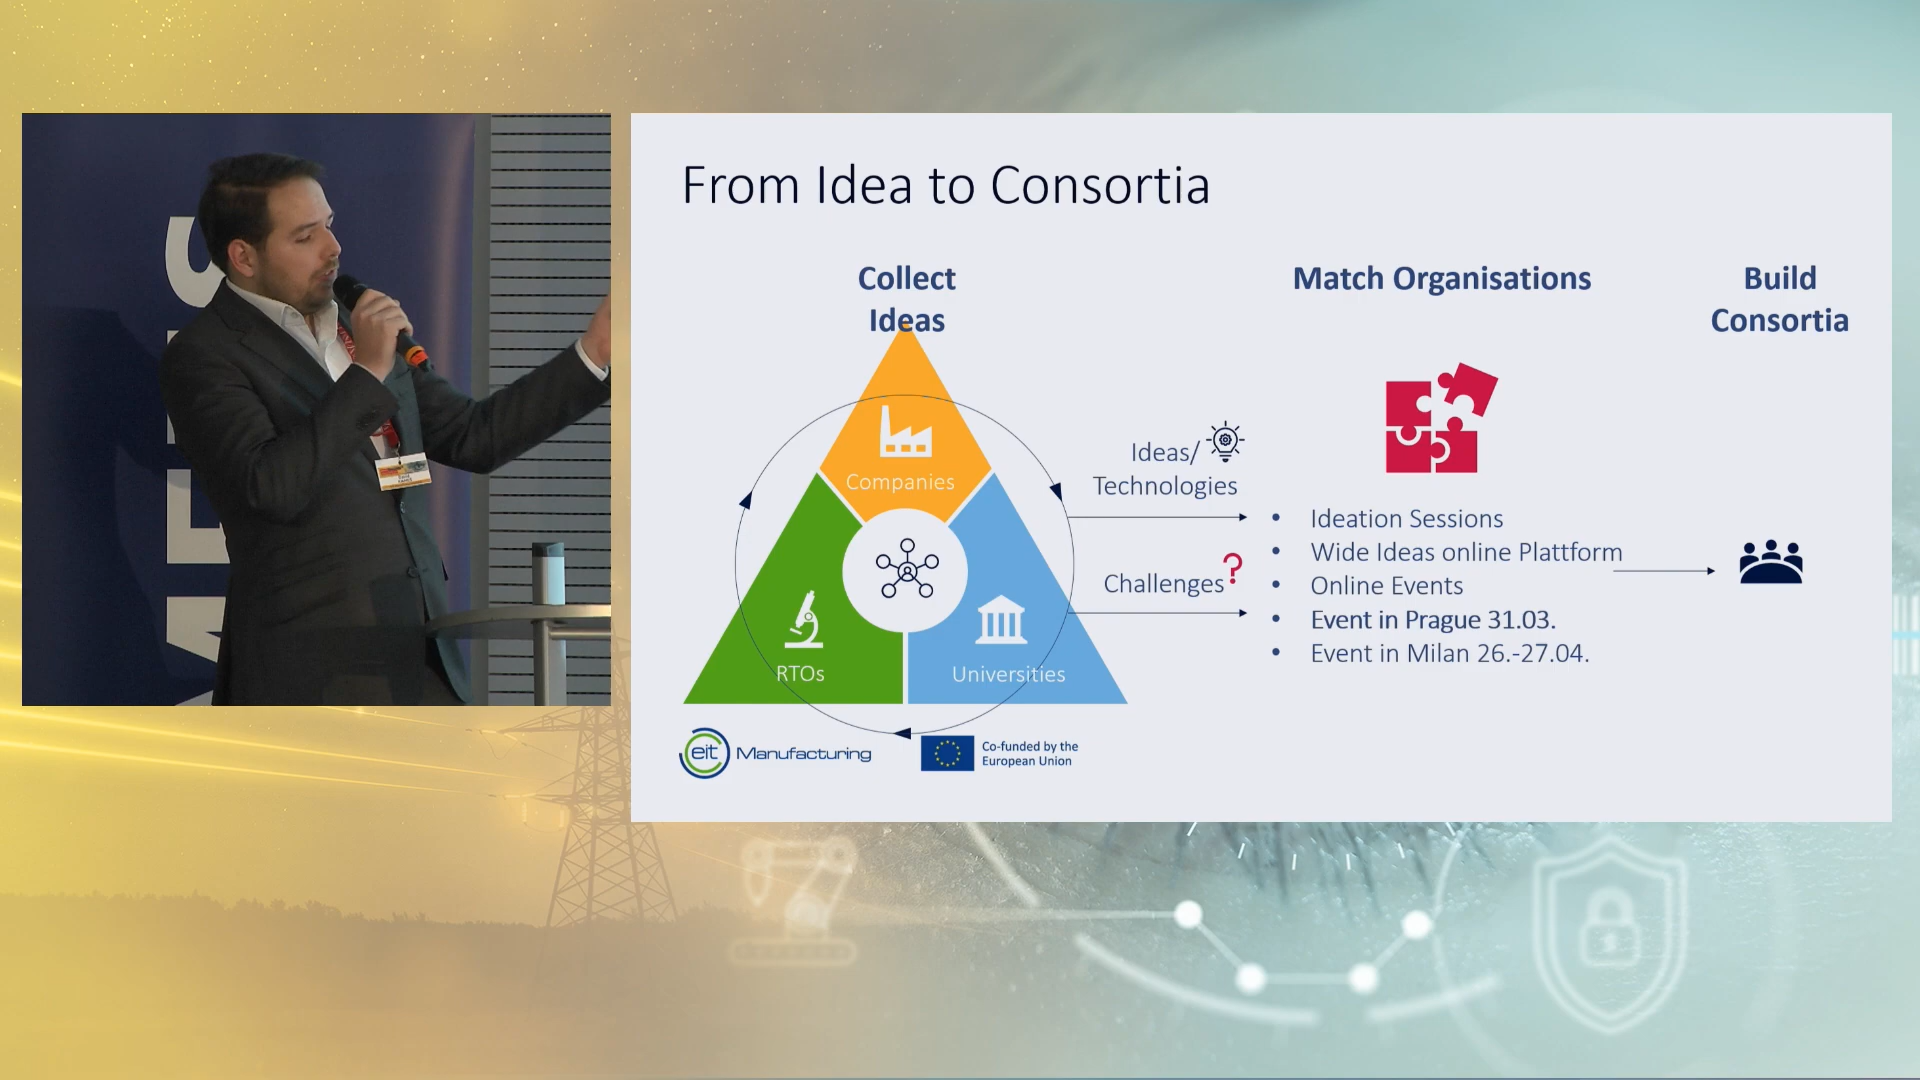 From Idea to Consortia
Collect
Ideas
Match Organisations
Build
Consortia
Companies
RTOs
Universities
Ideas/
Technologies
Challenges?
• Ideation Sessions
• Wide Ideas online Plattform
• Online Events
• Event in Prague 31.03.
• Event in Milan 26.-27.04.
eit Manufacturing
Co-funded by the
European Union